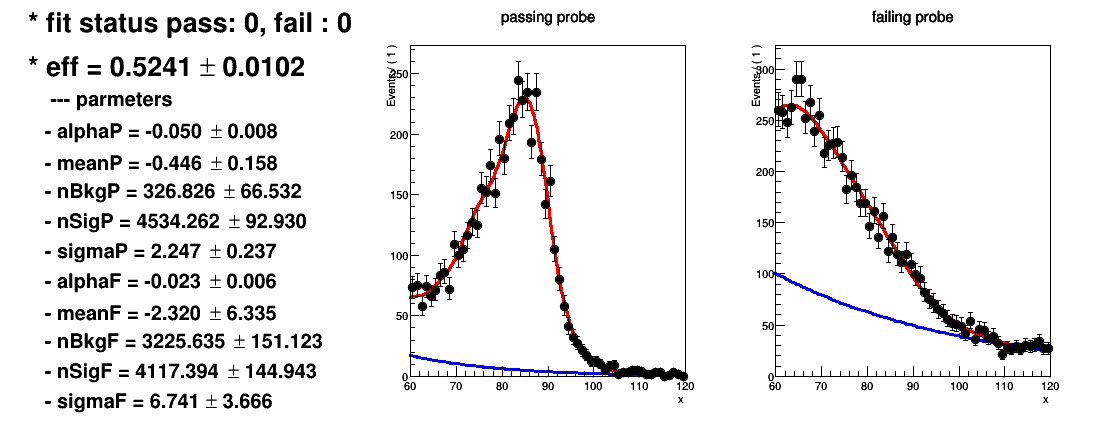 * fit status pass: 0, fail : 0
* eff = 0.5241 ± 0.0102
--- parmeters
- alphaP = -0.050 ± 0.008
- meanP = -0.446 ± 0.158
- nBkgP = 326.826 ± 66.532
- nSigP = 4534.262 ± 92.930
- sigmaP = 2.247 ± 0.237
- alphaF = -0.023 ± 0.006
- meanF = -2.320 ± 6.335
- nBkgF = 3225.635 ± 151.123
- nSigF = 4117.394 ± 144.943
- sigmaF = 6.741 ± 3.666
passing probe
Events / ( 1 )
250
200
150
100
50
0
60 70 80 90 100 110 120
x
failing probe
Events / ( 1 )
300
250
200
150
100
50
0
60 70 80 90 100 110 120
x